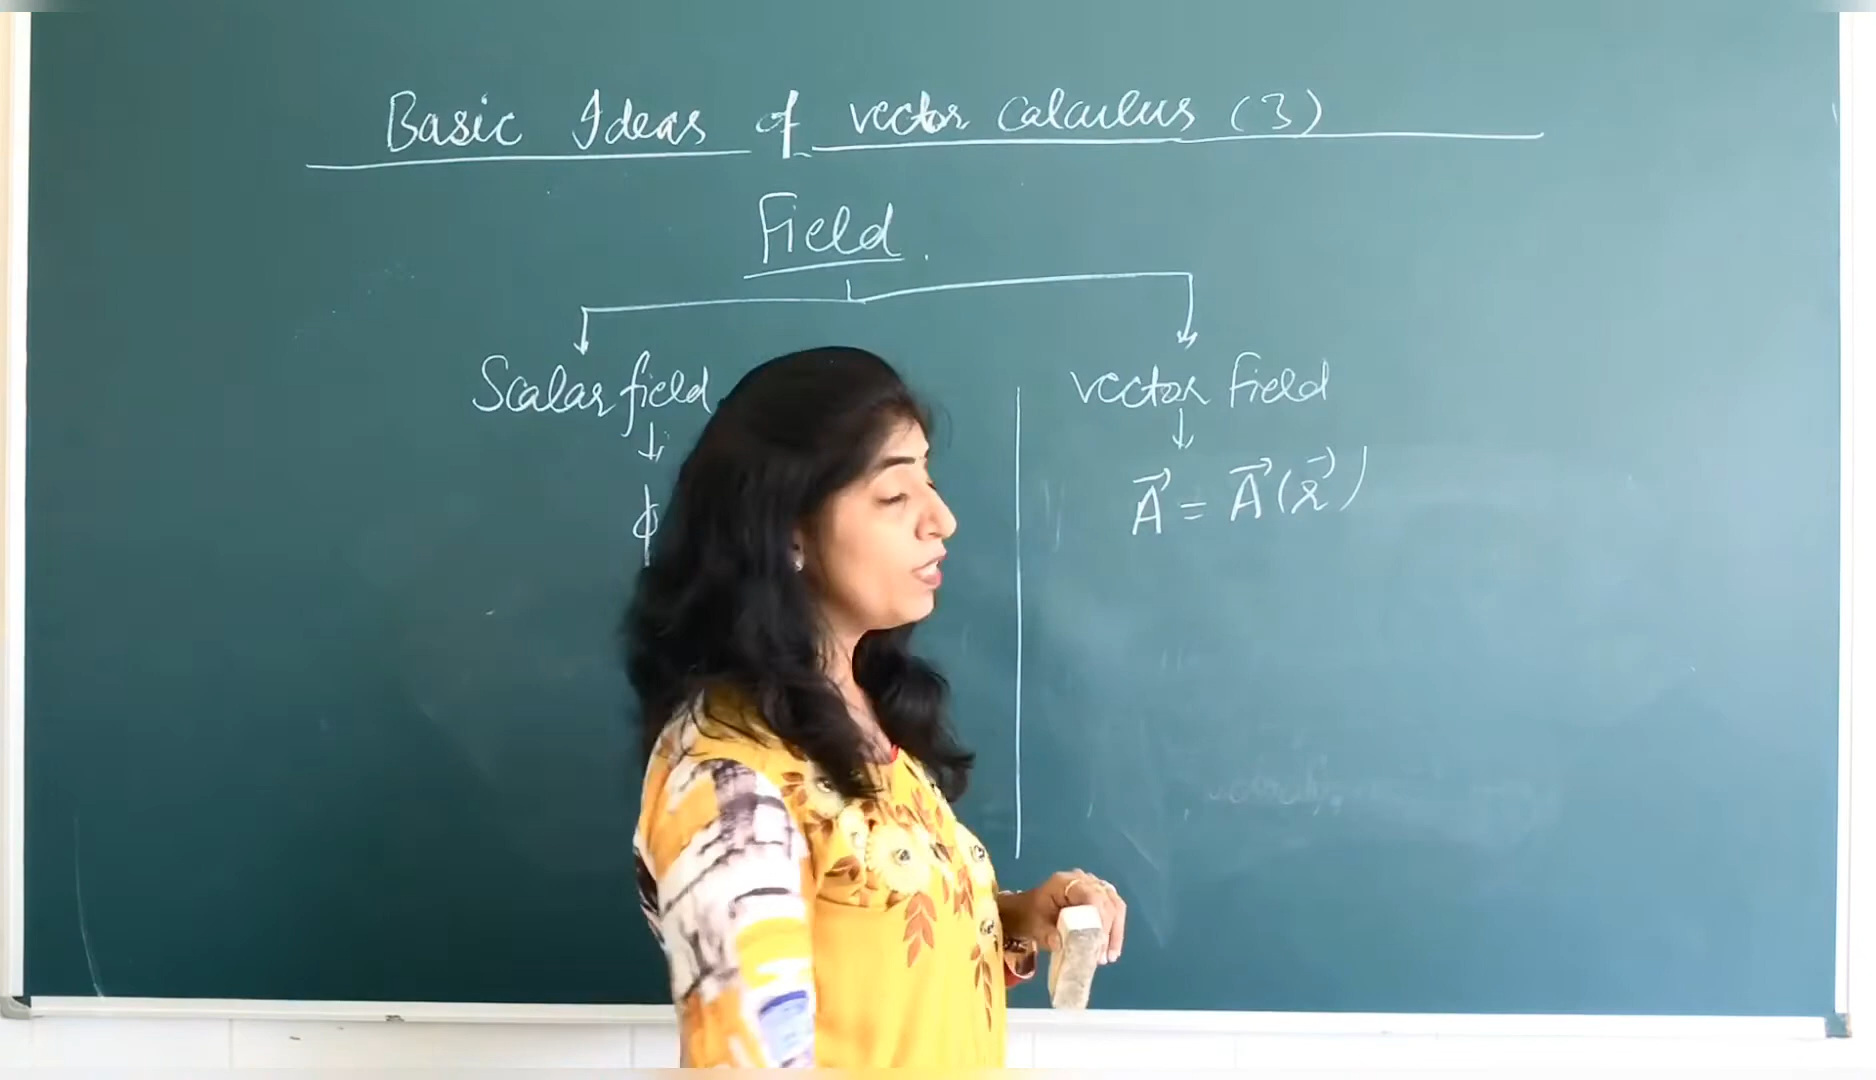 Basic Ideas of vector calculus (3)
Field
Scalar field
vector field
ϕ
A⃗ = A⃗(r⃗)